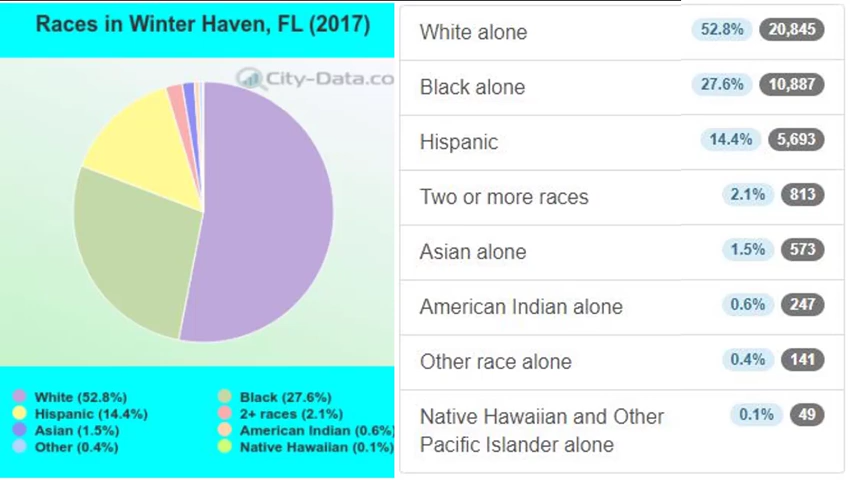 Races in Winter Haven, FL (2017)
City-Data.co
White (52.8%)
Black (27.6%)
Hispanic (14.4%)
2+ races (2.1%)
Asian (1.5%)
American Indian (0.6%)
Other (0.4%)
Native Hawaiian (0.1%)
White alone 52.8% 20,845
Black alone 27.6% 10,887
Hispanic 14.4% 5,693
Two or more races 2.1% 813
Asian alone 1.5% 573
American Indian alone 0.6% 247
Other race alone 0.4% 141
Native Hawaiian and Other 0.1% 49
Pacific Islander alone